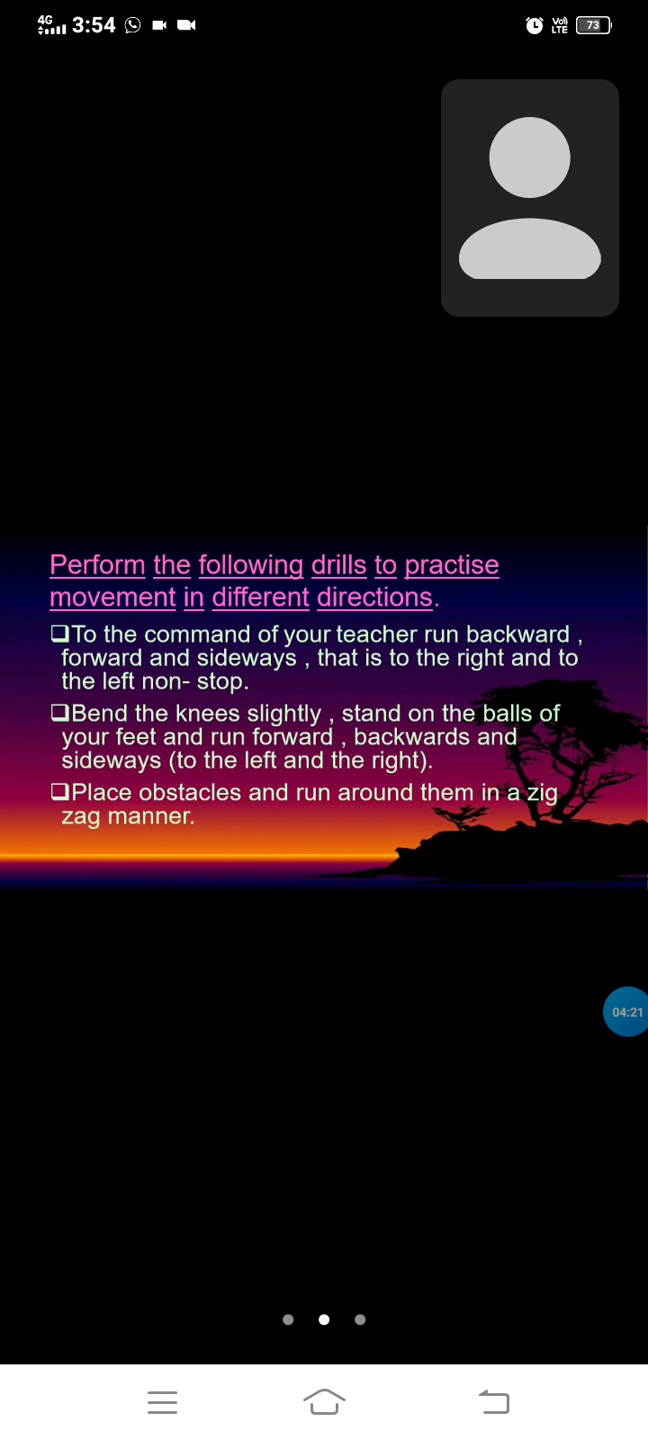 4G 3:54 Vo) LTE 73
Perform the following drills to practise
movement in different directions.
❑To the command of your teacher run backward ,
forward and sideways , that is to the right and to
the left non- stop.
❑Bend the knees slightly , stand on the balls of
your feet and run forward , backwards and
sideways (to the left and the right).
❑Place obstacles and run around them in a zig
zag manner.
04:21